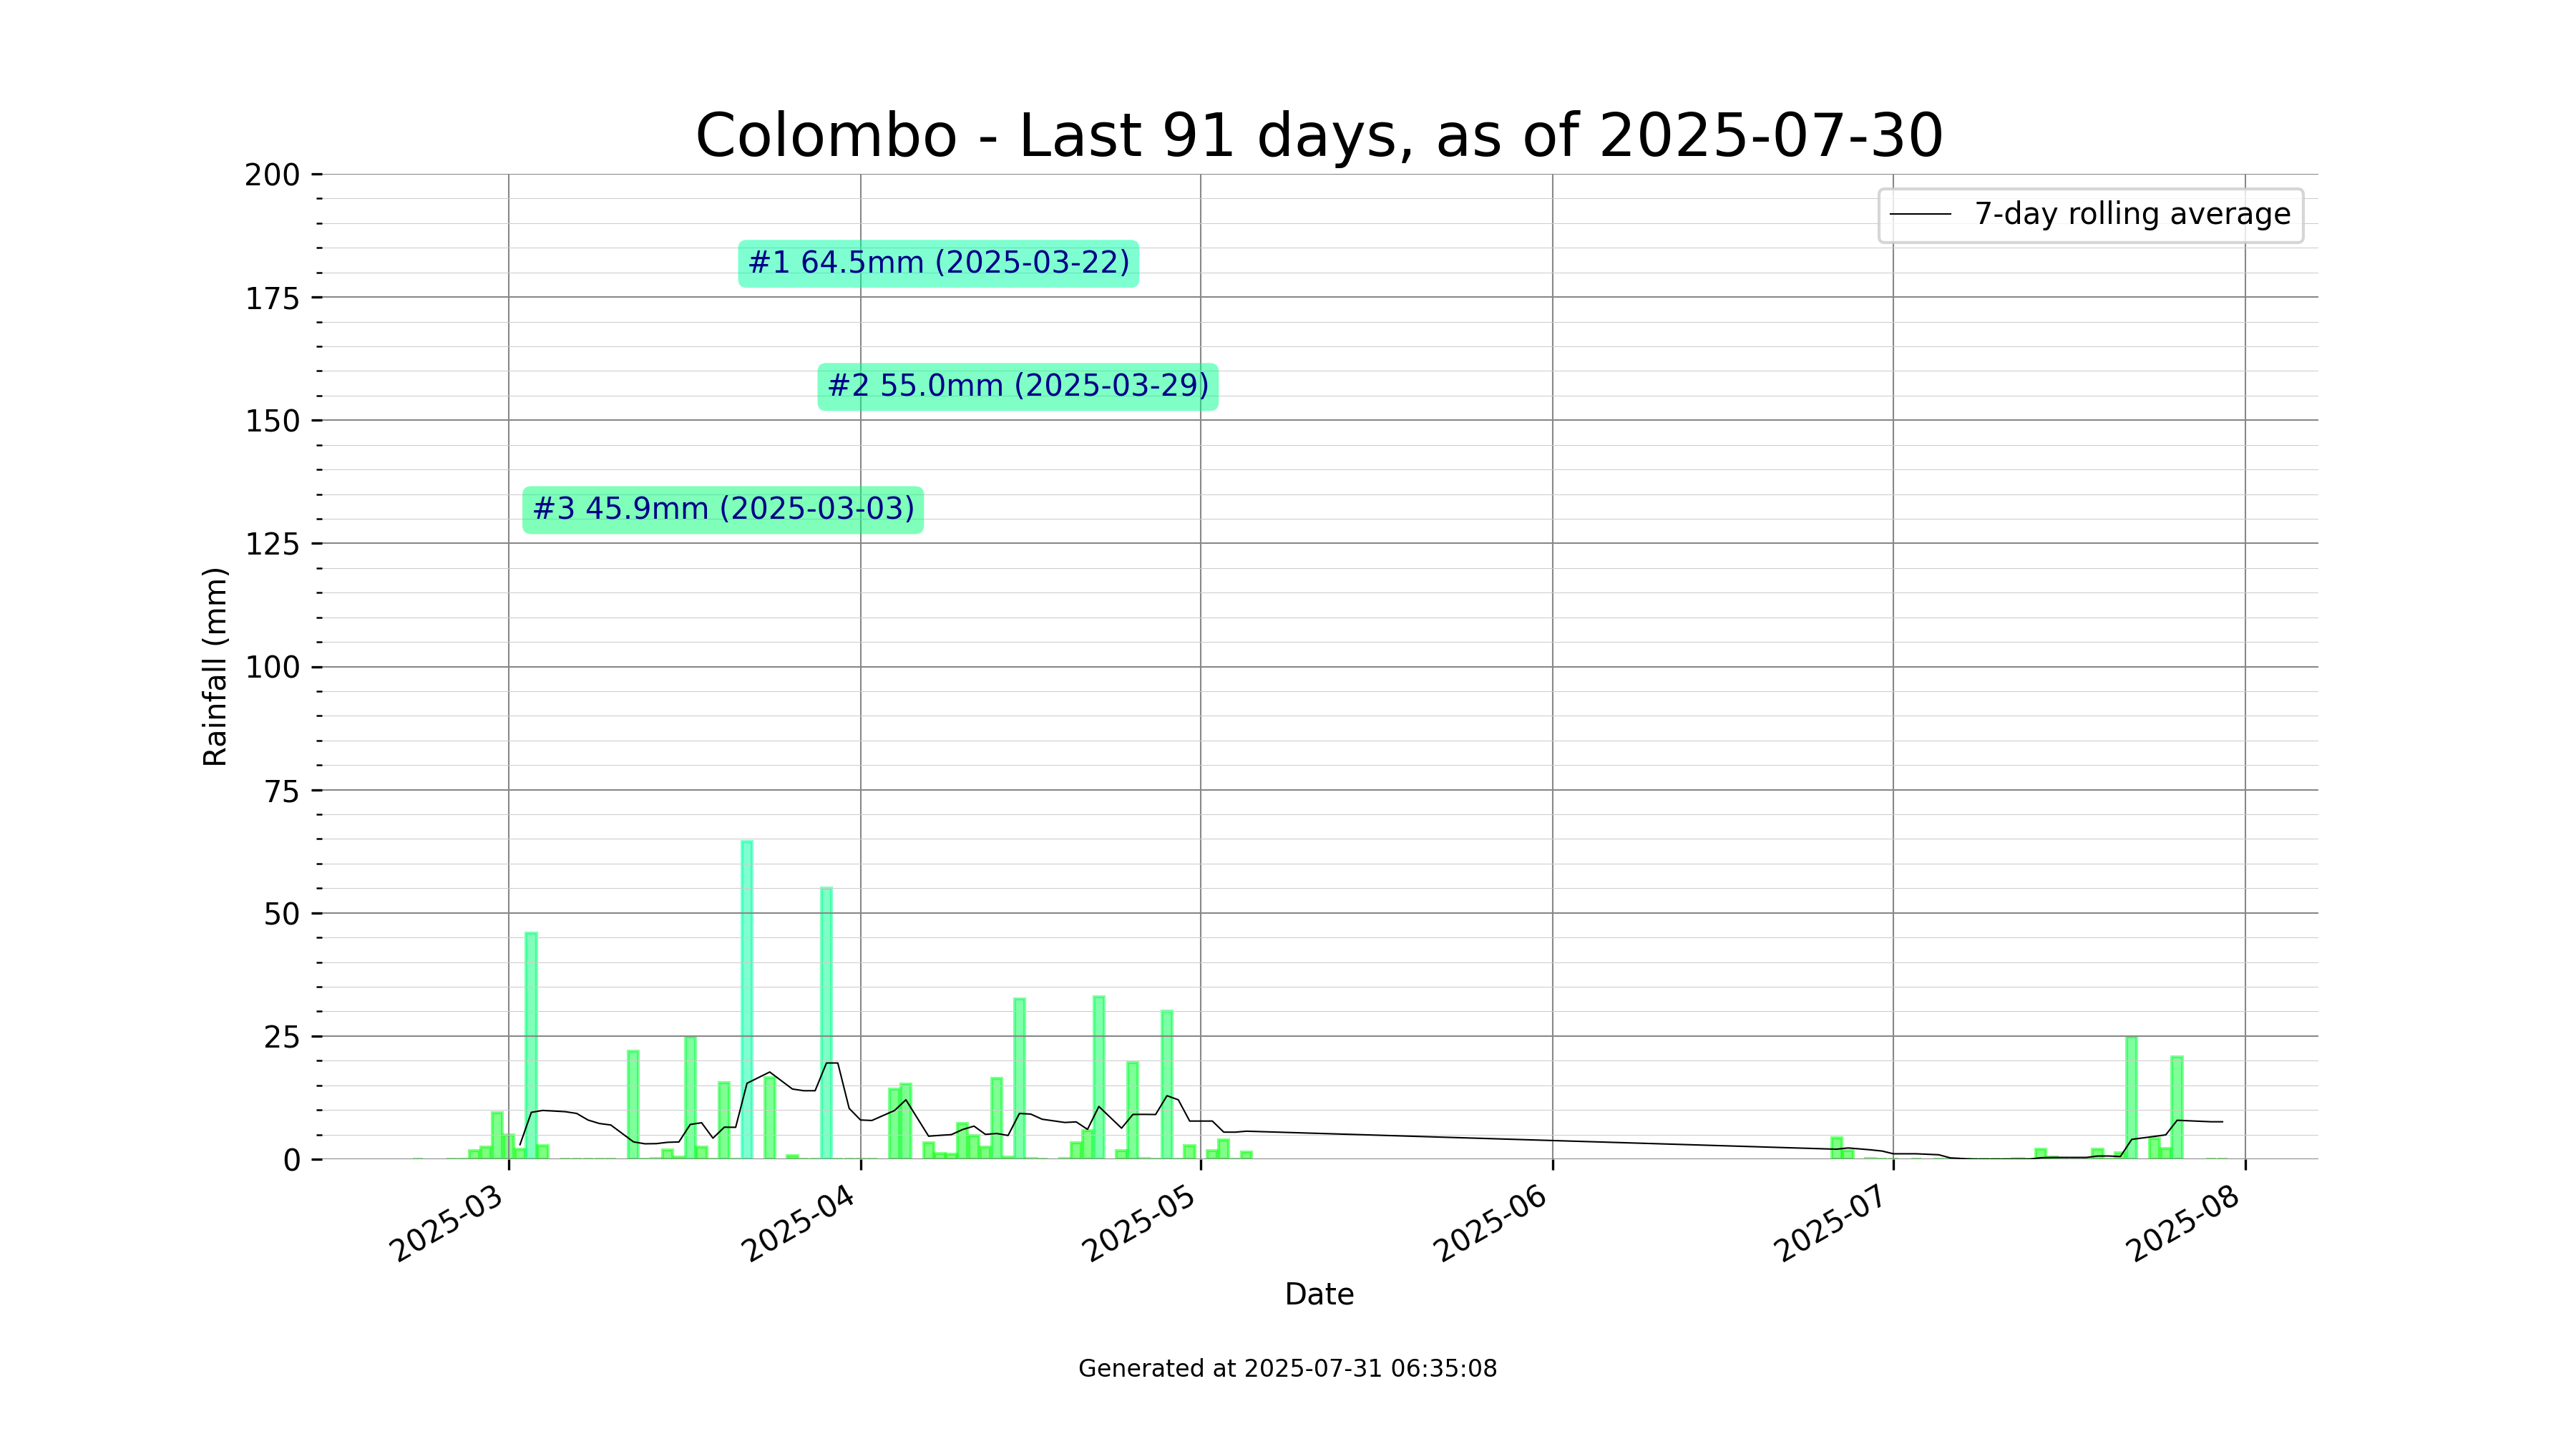 Colombo - Last 91 days, as of 2025-07-30
200
175
150
125
100
75
50
25
0
Rainfall (mm)
7-day rolling average
#1 64.5mm (2025-03-22)
#2 55.0mm (2025-03-29)
#3 45.9mm (2025-03-03)
2025-03
2025-04
2025-05
2025-06
2025-07
2025-08
Date
Generated at 2025-07-31 06:35:08